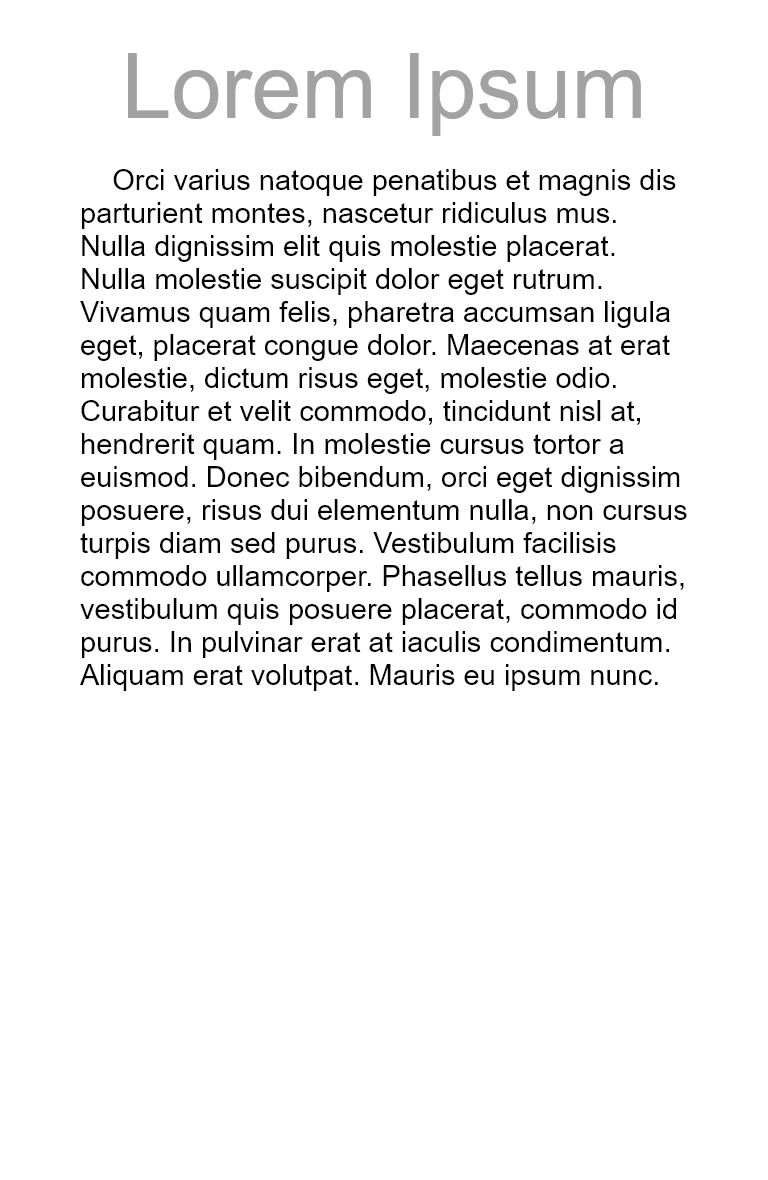 Lorem Ipsum
Orci varius natoque penatibus et magnis dis
parturient montes, nascetur ridiculus mus.
Nulla dignissim elit quis molestie placerat.
Nulla molestie suscipit dolor eget rutrum.
Vivamus quam felis, pharetra accumsan ligula
eget, placerat congue dolor. Maecenas at erat
molestie, dictum risus eget, molestie odio.
Curabitur et velit commodo, tincidunt nisl at,
hendrerit quam. In molestie cursus tortor a
euismod. Donec bibendum, orci eget dignissim
posuere, risus dui elementum nulla, non cursus
turpis diam sed purus. Vestibulum facilisis
commodo ullamcorper. Phasellus tellus mauris,
vestibulum quis posuere placerat, commodo id
purus. In pulvinar erat at iaculis condimentum.
Aliquam erat volutpat. Mauris eu ipsum nunc.